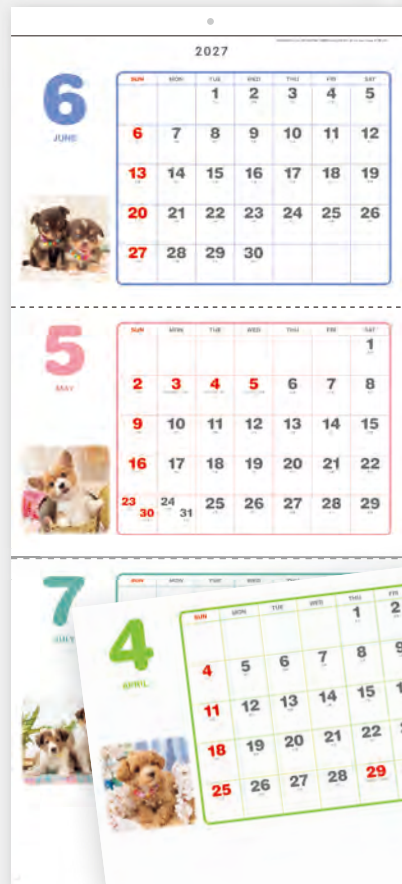 2027
6
JUNE
SUN MON TUE WED THU FRI SAT
1 2 3 4 5
6 7 8 9 10 11 12
13 14 15 16 17 18 19
20 21 22 23 24 25 26
27 28 29 30
5
MAY
SUN MON TUE WED THU FRI SAT
1
2 3 4 5 6 7 8
9 10 11 12 13 14 15
16 17 18 19 20 21 22
23 30 24 31 25 26 27 28 29
7
JULY
SUN MON TUE WED THU FRI SAT
4
APRIL
SUN MON TUE WED THU FRI
1 2
4 5 6 7 8 9
11 12 13 14 15
18 19 20 21 22
25 26 27 28 29